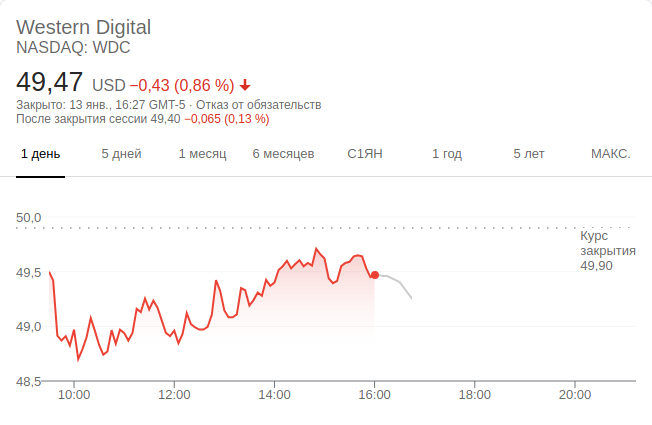 Western Digital
NASDAQ: WDC
49,47 USD −0,43 (0,86 %)
Закрыто: 13 янв., 16:27 GMT-5 · Отказ от обязательств
После закрытия сессии 49,40 −0,065 (0,13 %)
1 день 5 дней 1 месяц 6 месяцев С1ЯН 1 год 5 лет МАКС.
50,0
Курс
закрытия
49,90
49,5
49,0
48,5
10:00 12:00 14:00 16:00 18:00 20:00